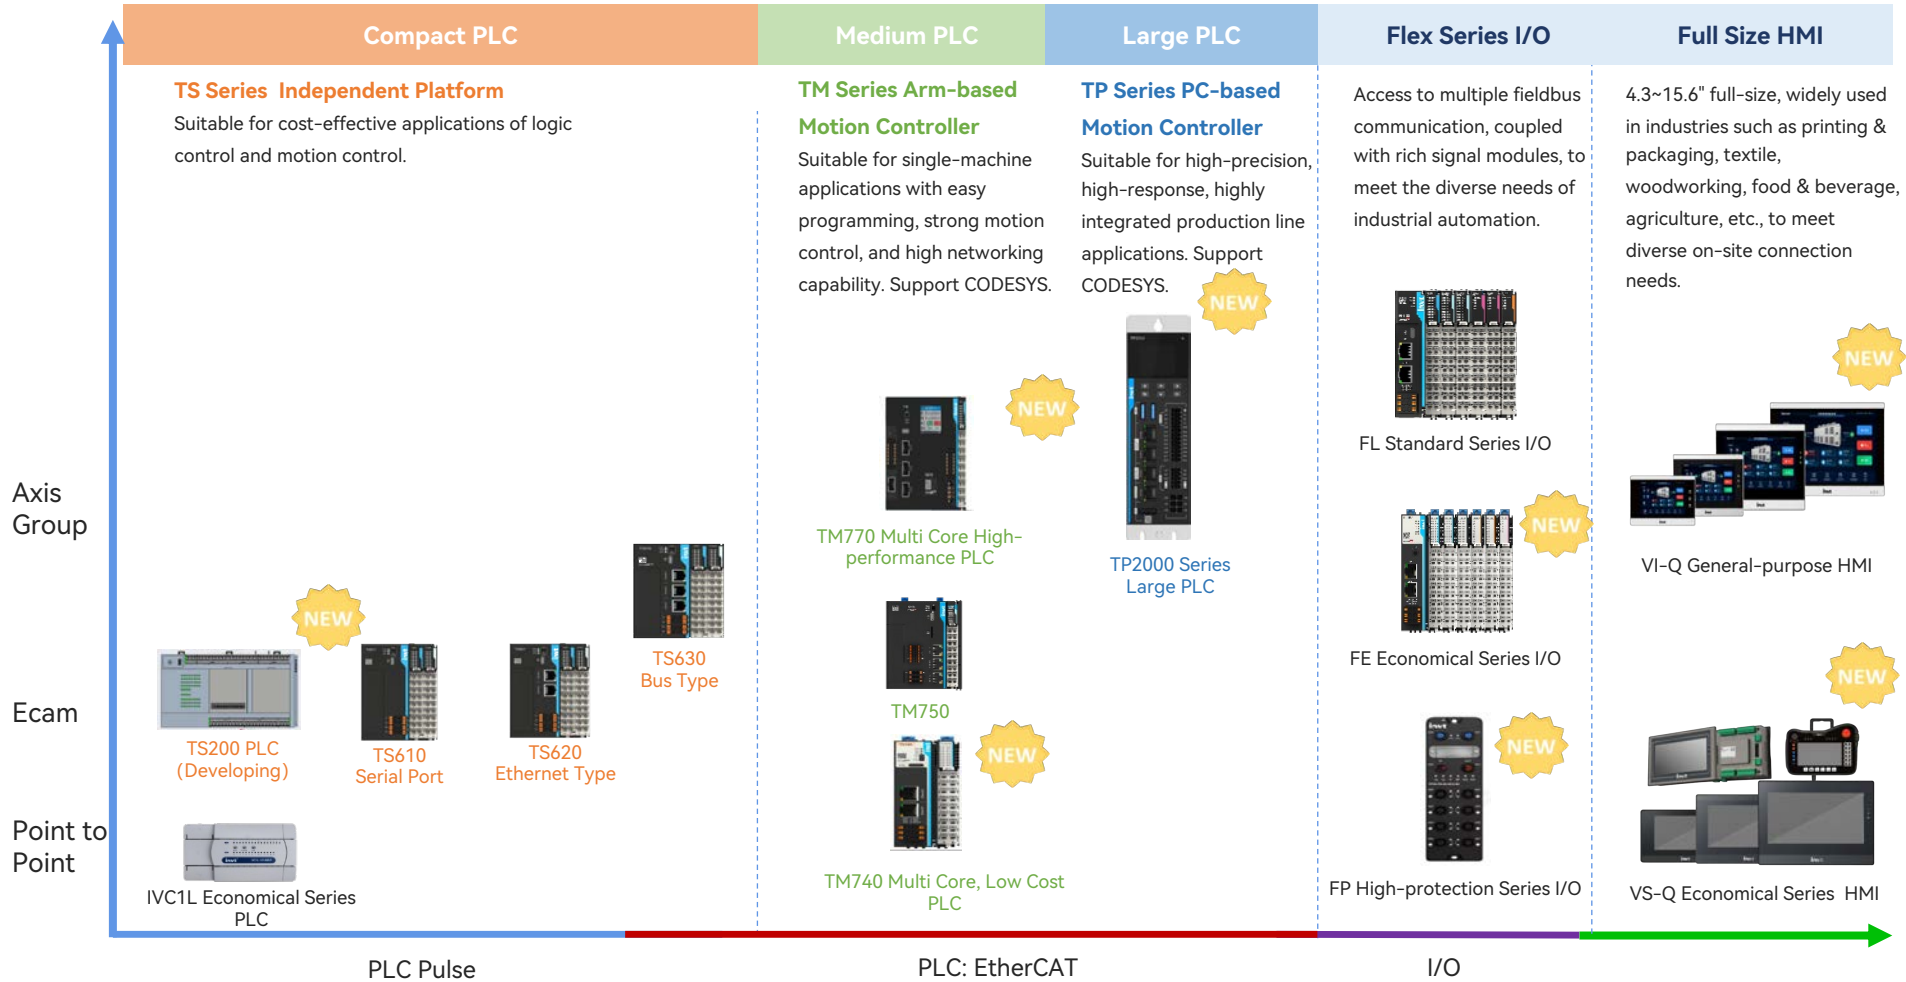 Compact PLC
Medium PLC
Large PLC
Flex Series I/O
Full Size HMI
TS Series Independent Platform
Suitable for cost-effective applications of logic
control and motion control.
TM Series Arm-based
Motion Controller
Suitable for single-machine
applications with easy
programming, strong motion
control, and high networking
capability. Support CODESYS.
TP Series PC-based
Motion Controller
Suitable for high-precision,
high-response, highly
integrated production line
applications. Support
CODESYS.
Access to multiple fieldbus
communication, coupled
with rich signal modules, to
meet the diverse needs of
industrial automation.
4.3~15.6" full-size, widely used
in industries such as printing &
packaging, textile,
woodworking, food & beverage,
agriculture, etc., to meet
diverse on-site connection
needs.
Axis
Group
Ecam
Point to
Point
NEW
TS200 PLC
(Developing)
TS610
Serial Port
TS620
Ethernet Type
TS630
Bus Type
invt
IVC1L Economical Series
PLC
NEW
TM770 Multi Core High-
performance PLC
TM750
NEW
TM740 Multi Core, Low Cost
PLC
NEW
invt
TP2000 Series
Large PLC
invt
FL Standard Series I/O
NEW
FE Economical Series I/O
invt
NEW
FP High-protection Series I/O
NEW
invt
VI-Q General-purpose HMI
NEW
invt
VS-Q Economical Series HMI
PLC Pulse
PLC: EtherCAT
I/O